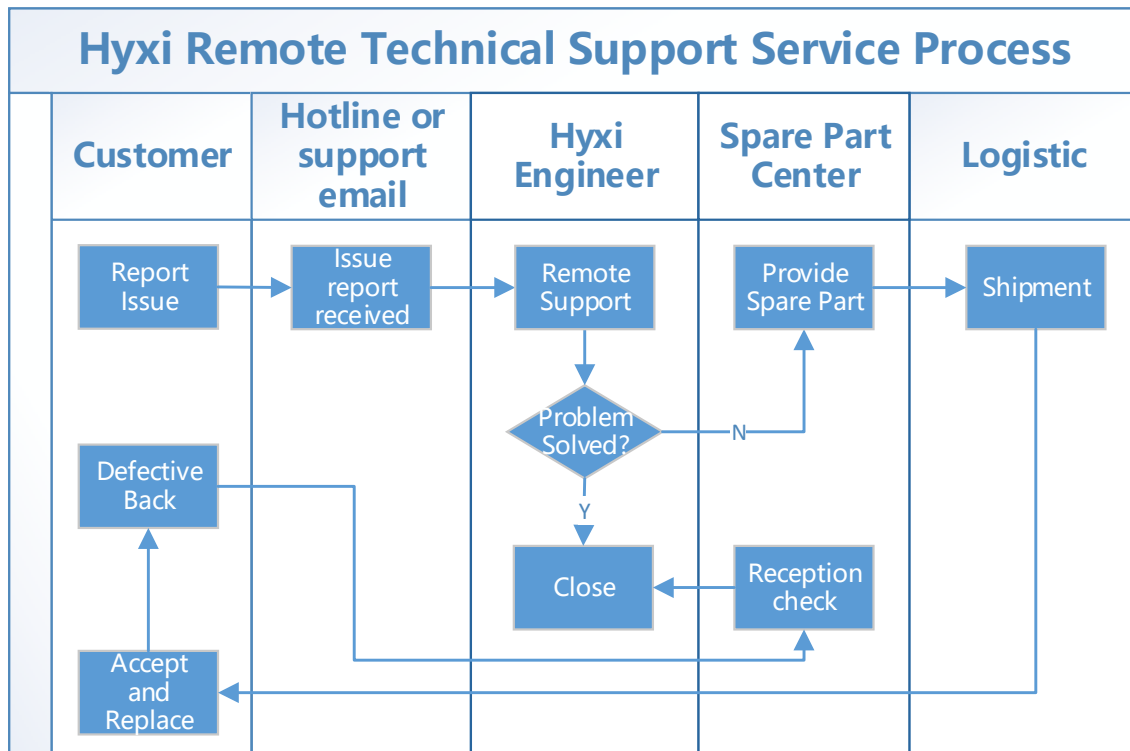 Hyxi Remote Technical Support Service Process
Customer
Hotline or
support
email
Hyxi
Engineer
Spare Part
Center
Logistic
Report
Issue
Issue
report
received
Remote
Support
Provide
Spare Part
Shipment
Problem
Solved?
N
Defective
Back
Y
Close
Reception
check
Accept
and
Replace